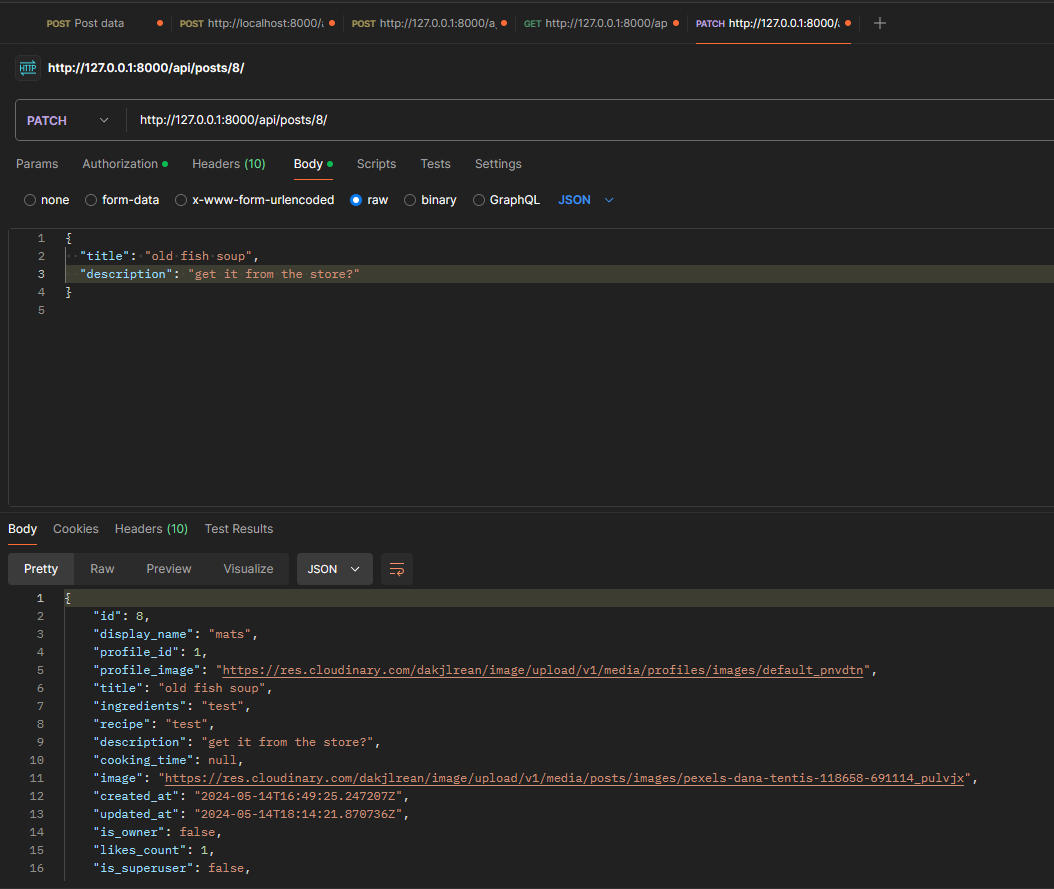 POST Post data POST http://localhost:8000/a POST http://127.0.0.1:8000/a, GET http://127.0.0.1:8000/ap PATCH http://127.0.0.1:8000/a
HTTP http://127.0.0.1:8000/api/posts/8/
PATCH http://127.0.0.1:8000/api/posts/8/
Params Authorization Headers (10) Body Scripts Tests Settings
none form-data x-www-form-urlencoded raw binary GraphQL JSON
1 {
2 "title": "old fish soup",
3 "description": "get it from the store?"
4 }
5
Body Cookies Headers (10) Test Results
Pretty Raw Preview Visualize JSON
1 {
2 "id": 8,
3 "display_name": "mats",
4 "profile_id": 1,
5 "profile_image": "https://res.cloudinary.com/dakjlrean/image/upload/v1/media/profiles/images/default_pnvdtn",
6 "title": "old fish soup",
7 "ingredients": "test",
8 "recipe": "test",
9 "description": "get it from the store?",
10 "cooking_time": null,
11 "image": "https://res.cloudinary.com/dakjlrean/image/upload/v1/media/posts/images/pexels-dana-tentis-118658-691114_pulvjx",
12 "created_at": "2024-05-14T16:49:25.247207Z",
13 "updated_at": "2024-05-14T18:14:21.870736Z",
14 "is_owner": false,
15 "likes_count": 1,
16 "is_superuser": false,